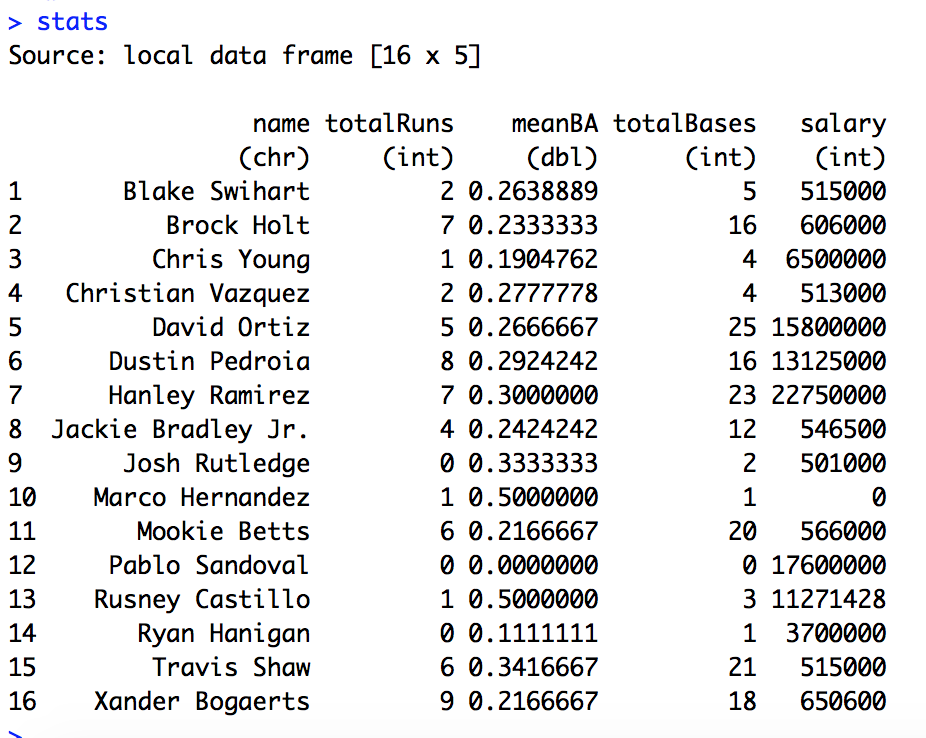 > stats
Source: local data frame [16 x 5]
name totalRuns meanBA totalBases salary
(chr) (int) (dbl) (int) (int)
1 Blake Swihart 2 0.2638889 5 515000
2 Brock Holt 7 0.2333333 16 606000
3 Chris Young 1 0.1904762 4 6500000
4 Christian Vazquez 2 0.2777778 4 513000
5 David Ortiz 5 0.2666667 25 15800000
6 Dustin Pedroia 8 0.2924242 16 13125000
7 Hanley Ramirez 7 0.3000000 23 22750000
8 Jackie Bradley Jr. 4 0.2424242 12 546500
9 Josh Rutledge 0 0.3333333 2 501000
10 Marco Hernandez 1 0.5000000 1 0
11 Mookie Betts 6 0.2166667 20 566000
12 Pablo Sandoval 0 0.0000000 0 17600000
13 Rusney Castillo 1 0.5000000 3 11271428
14 Ryan Hanigan 0 0.1111111 1 3700000
15 Travis Shaw 6 0.3416667 21 515000
16 Xander Bogaerts 9 0.2166667 18 650600
>